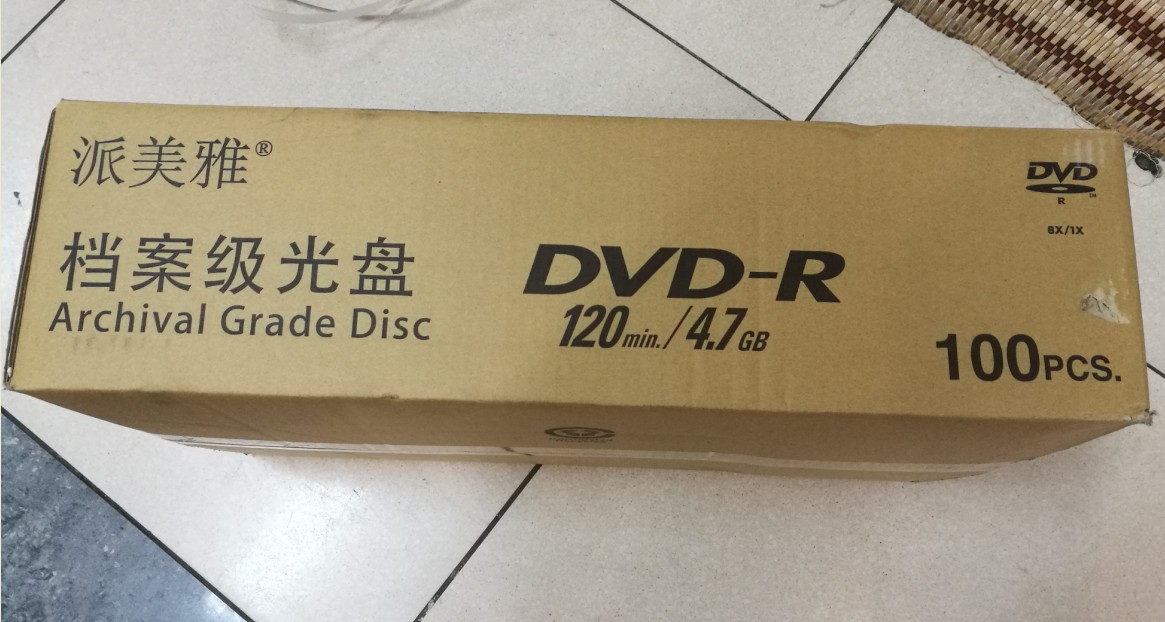 派美雅®
档案级光盘
Archival Grade Disc
DVD-R
120min./4.7GB
DVD
R
8X/1X
100PCS.